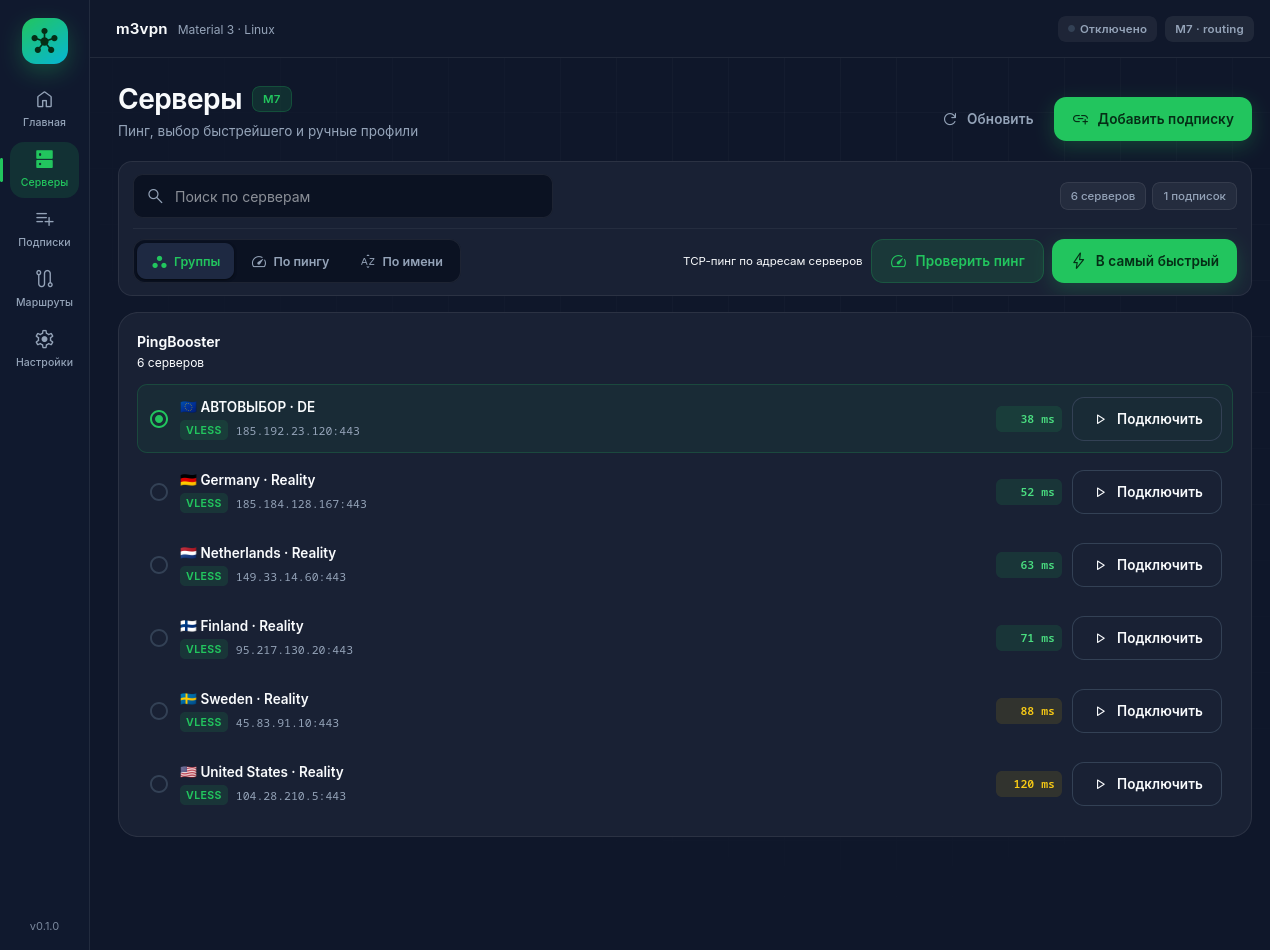 m3vpn Material 3 · Linux
Отключено
M7 · routing
Главная
Серверы
Подписки
Маршруты
Настройки
v0.1.0
Серверы M7
Пинг, выбор быстрейшего и ручные профили
Обновить
Добавить подписку
Поиск по серверам
6 серверов
1 подписок
Группы
По пингу
По имени
TCP-пинг по адресам серверов
Проверить пинг
В самый быстрый
PingBooster
6 серверов
🇪🇺 АВТОВЫБОР · DE
VLESS 185.192.23.120:443
38 ms
Подключить
🇩🇪 Germany · Reality
VLESS 185.184.128.167:443
52 ms
Подключить
🇳🇱 Netherlands · Reality
VLESS 149.33.14.60:443
63 ms
Подключить
🇫🇮 Finland · Reality
VLESS 95.217.130.20:443
71 ms
Подключить
🇸🇪 Sweden · Reality
VLESS 45.83.91.10:443
88 ms
Подключить
🇺🇸 United States · Reality
VLESS 104.28.210.5:443
120 ms
Подключить